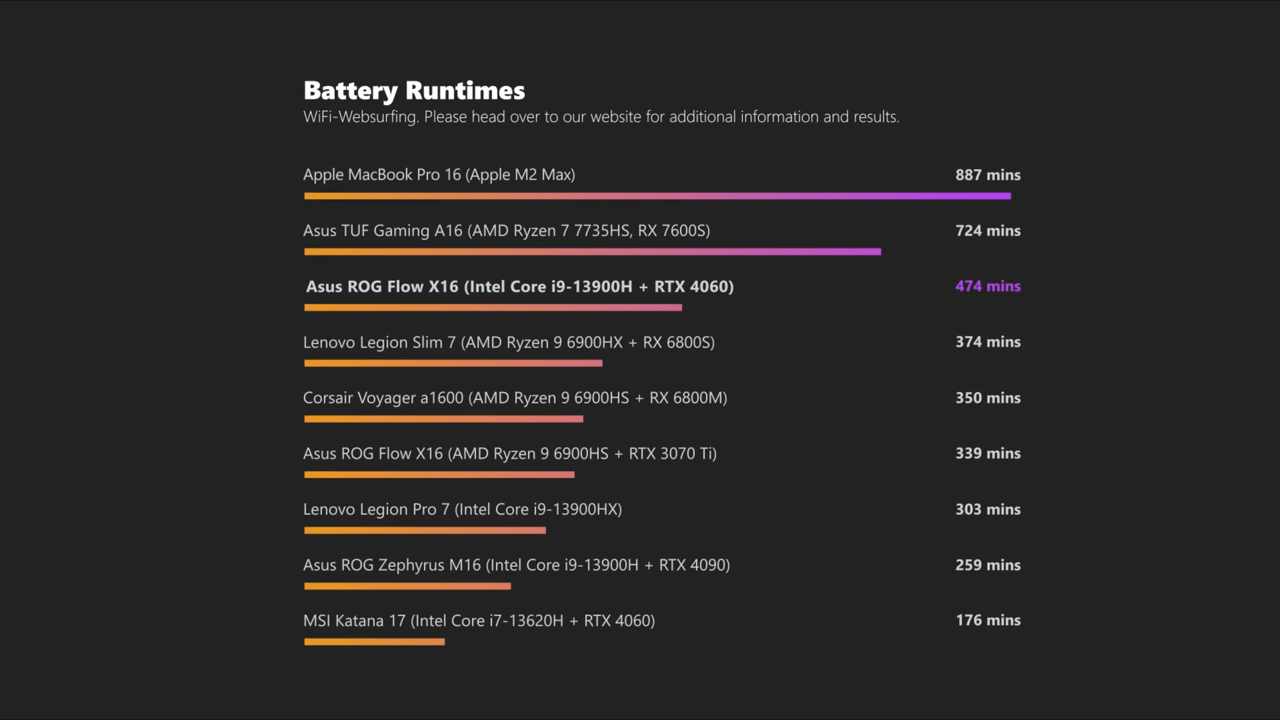 Battery Runtimes
WiFi-Websurfing. Please head over to our website for additional information and results.
Apple MacBook Pro 16 (Apple M2 Max) 887 mins
Asus TUF Gaming A16 (AMD Ryzen 7 7735HS, RX 7600S) 724 mins
Asus ROG Flow X16 (Intel Core i9-13900H + RTX 4060) 474 mins
Lenovo Legion Slim 7 (AMD Ryzen 9 6900HX + RX 6800S) 374 mins
Corsair Voyager a1600 (AMD Ryzen 9 6900HS + RX 6800M) 350 mins
Asus ROG Flow X16 (AMD Ryzen 9 6900HS + RTX 3070 Ti) 339 mins
Lenovo Legion Pro 7 (Intel Core i9-13900HX) 303 mins
Asus ROG Zephyrus M16 (Intel Core i9-13900H + RTX 4090) 259 mins
MSI Katana 17 (Intel Core i7-13620H + RTX 4060) 176 mins